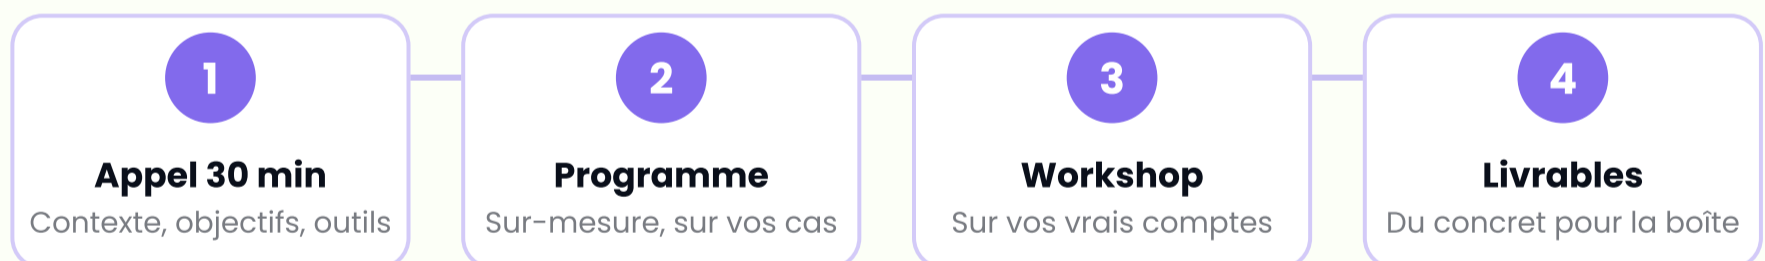 1
Appel 30 min
Contexte, objectifs, outils
2
Programme
Sur-mesure, sur vos cas
3
Workshop
Sur vos vrais comptes
4
Livrables
Du concret pour la boîte